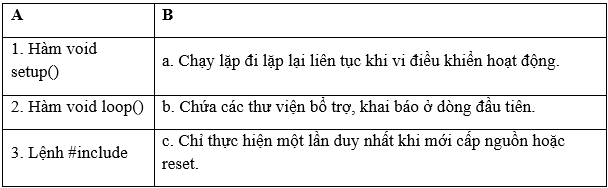 A
B
1. Hàm void
setup()
a. Chạy lặp đi lặp lại liên tục khi vi điều khiển hoạt động.
2. Hàm void loop()
b. Chứa các thư viện bổ trợ, khai báo ở dòng đầu tiên.
3. Lệnh #include
c. Chỉ thực hiện một lần duy nhất khi mới cấp nguồn hoặc
reset.